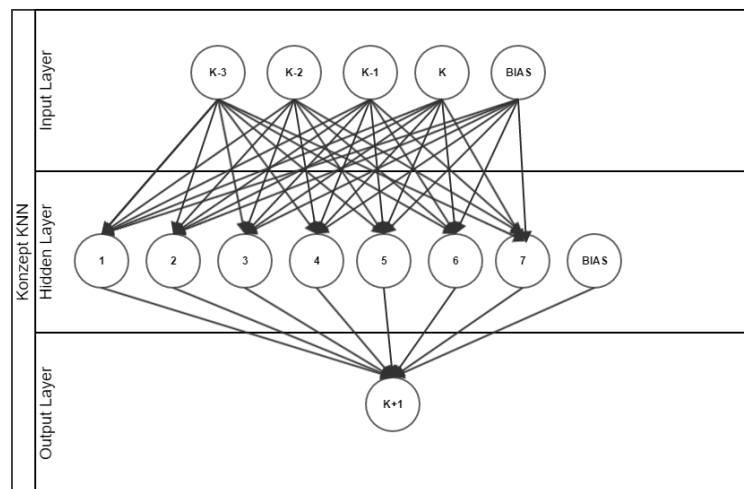 Konzept KNN
Input Layer
K-3
K-2
K-1
K
BIAS
Hidden Layer
1
2
3
4
5
6
7
BIAS
Output Layer
K+1